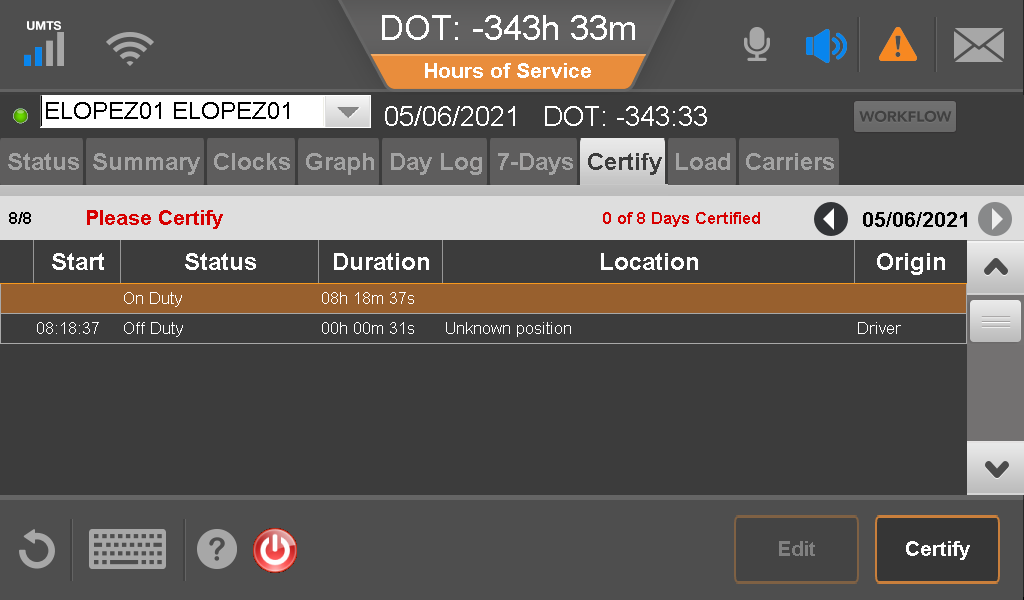 UMTS
DOT: -343h 33m
Hours of Service
ELOPEZ01 ELOPEZ01
05/06/2021 DOT: -343:33
WORKFLOW
Status Summary Clocks Graph Day Log 7-Days Certify Load Carriers
8/8 Please Certify 0 of 8 Days Certified 05/06/2021
Start Status Duration Location Origin
On Duty 08h 18m 37s
08:18:37 Off Duty 00h 00m 31s Unknown position Driver
Edit Certify